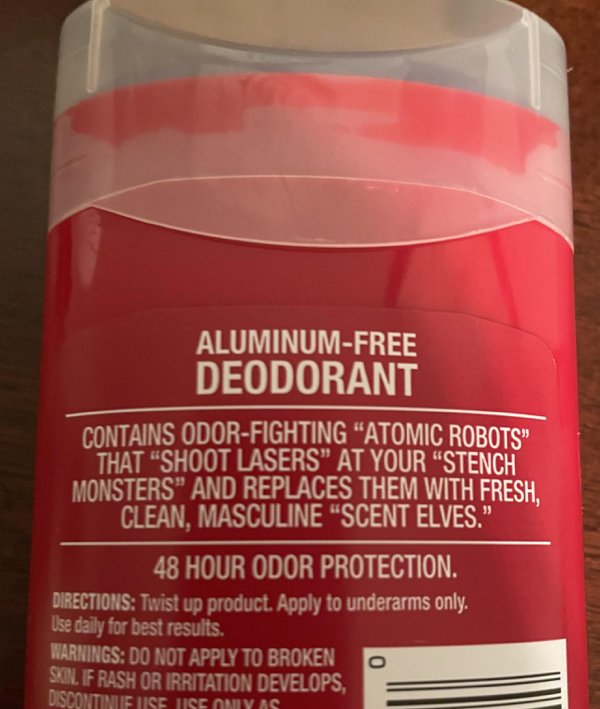 ALUMINUM-FREE
DEODORANT
CONTAINS ODOR-FIGHTING “ATOMIC ROBOTS”
THAT “SHOOT LASERS” AT YOUR “STENCH
MONSTERS” AND REPLACES THEM WITH FRESH,
CLEAN, MASCULINE “SCENT ELVES.”
48 HOUR ODOR PROTECTION.
DIRECTIONS: Twist up product. Apply to underarms only.
Use daily for best results.
WARNINGS: DO NOT APPLY TO BROKEN
SKIN. IF RASH OR IRRITATION DEVELOPS,
DISCONTINUE USE. USE ONLY AS
0